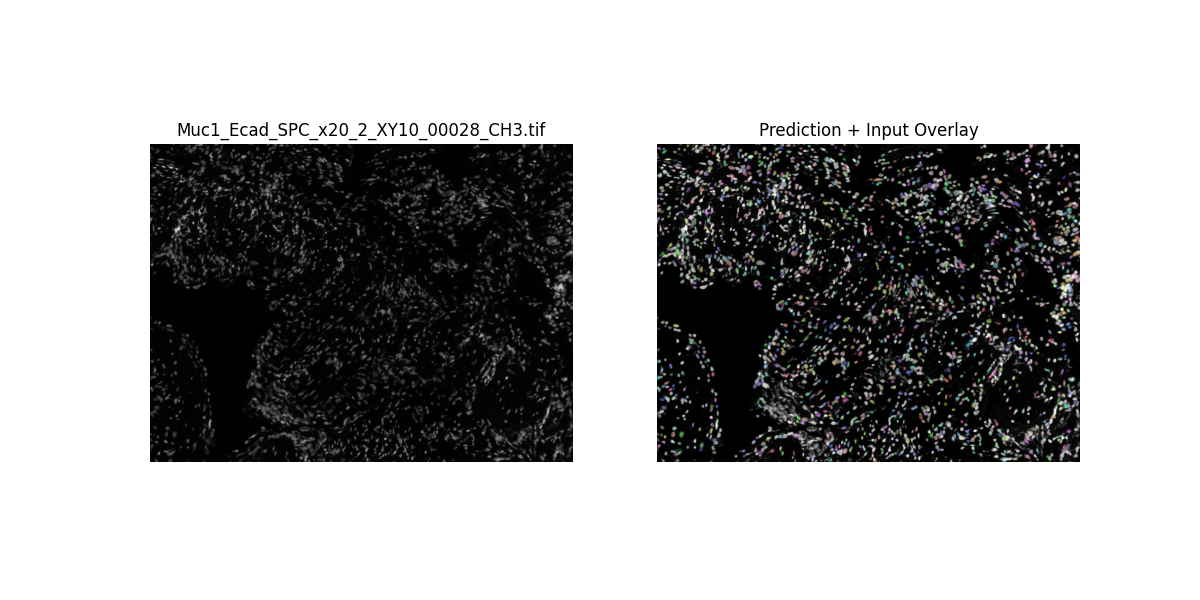 Muc1_Ecad_SPC_x20_2_XY10_00028_CH3.tif
Prediction + Input Overlay